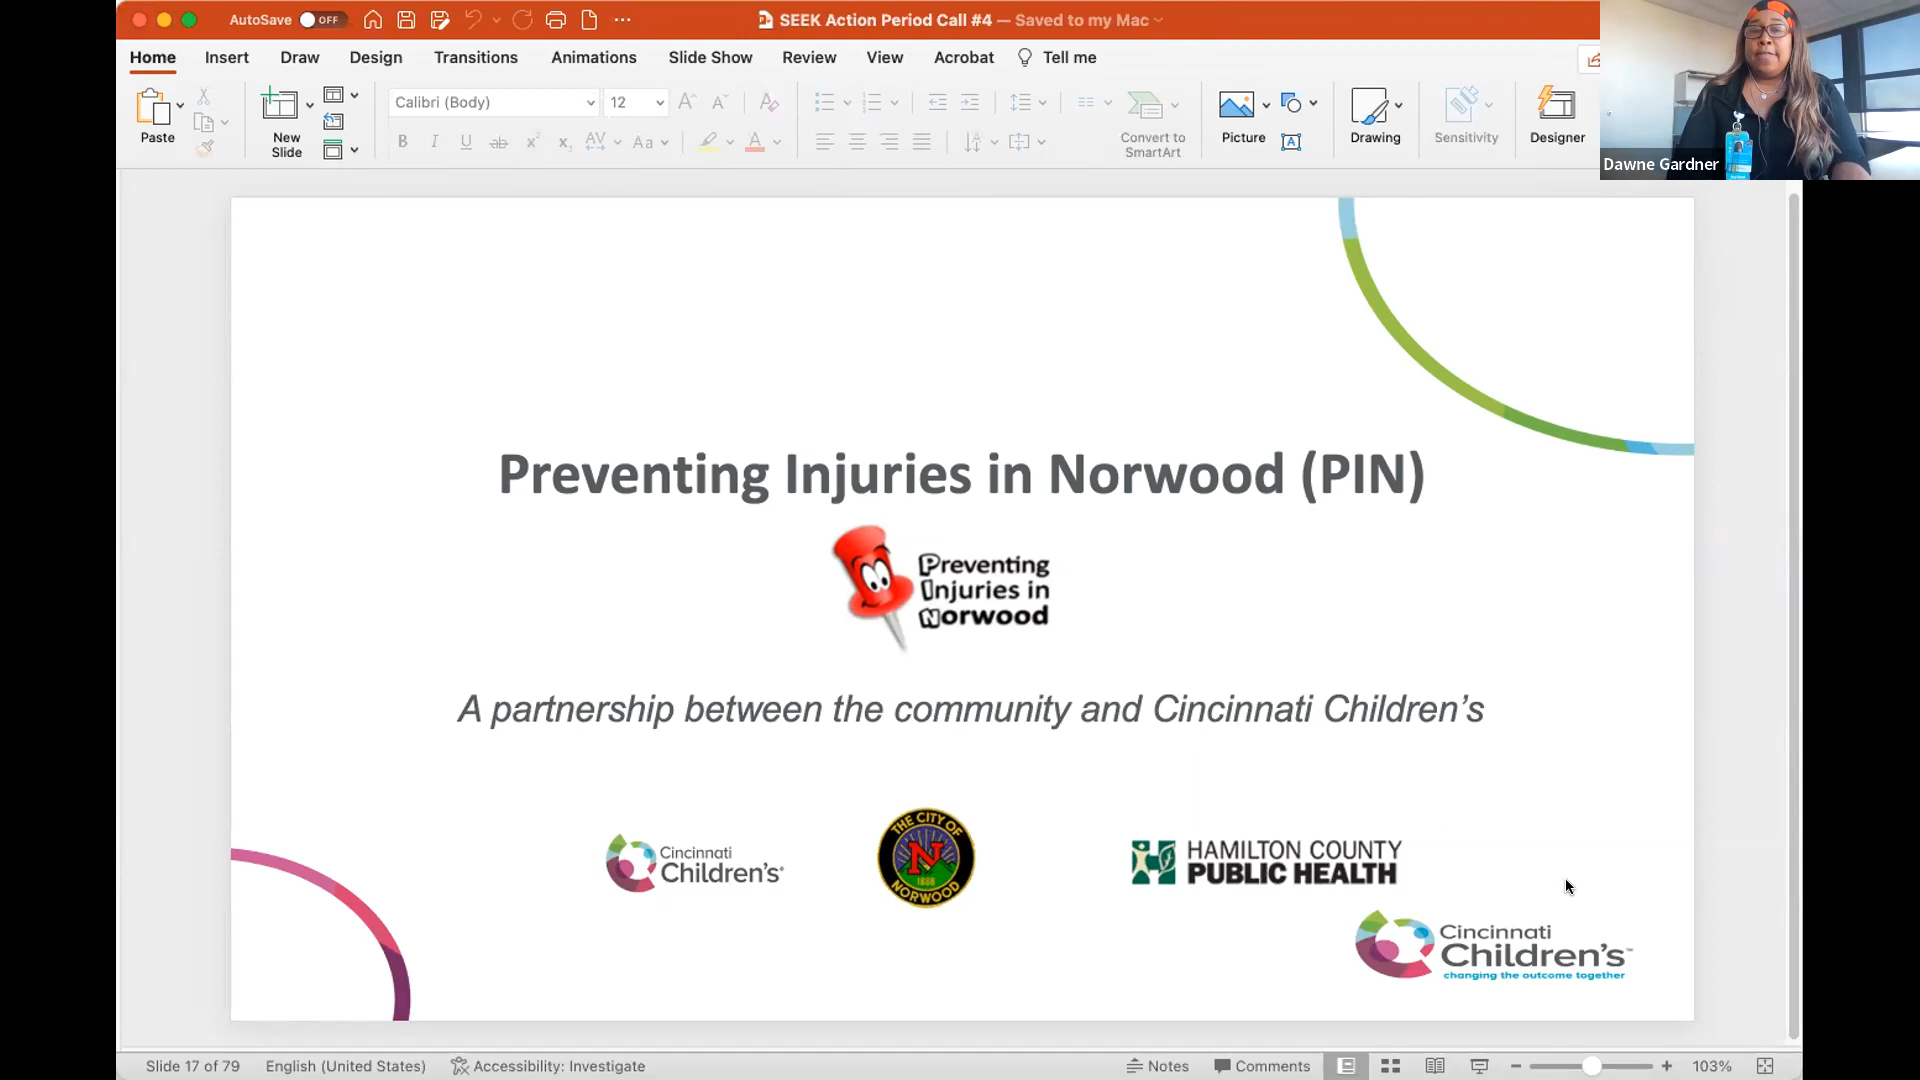 AutoSave OFF
SEEK Action Period Call #4 — Saved to my Mac
Home Insert Draw Design Transitions Animations Slide Show Review View Acrobat Tell me
Calibri (Body) 12
Paste
New
Slide
Convert to
SmartArt
Picture
Drawing
Sensitivity
Designer
Dawne Gardner
Preventing Injuries in Norwood (PIN)
Preventing
Injuries in
Norwood
A partnership between the community and Cincinnati Children’s
Cincinnati
Children's
THE CITY OF
N
1888
NORWOOD
HAMILTON COUNTY
PUBLIC HEALTH
Cincinnati
Children's™
changing the outcome together
Slide 17 of 79 English (United States) Accessibility: Investigate Notes Comments 103%